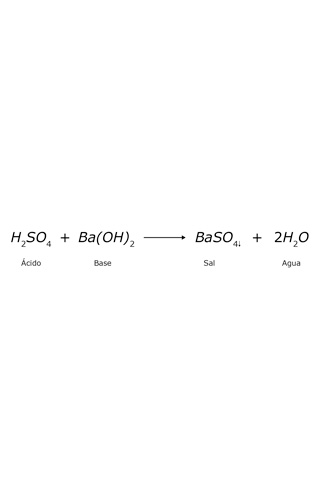 H₂SO₄ + Ba(OH)₂ ⟶ BaSO₄↓ + 2H₂O
Ácido Base Sal Agua